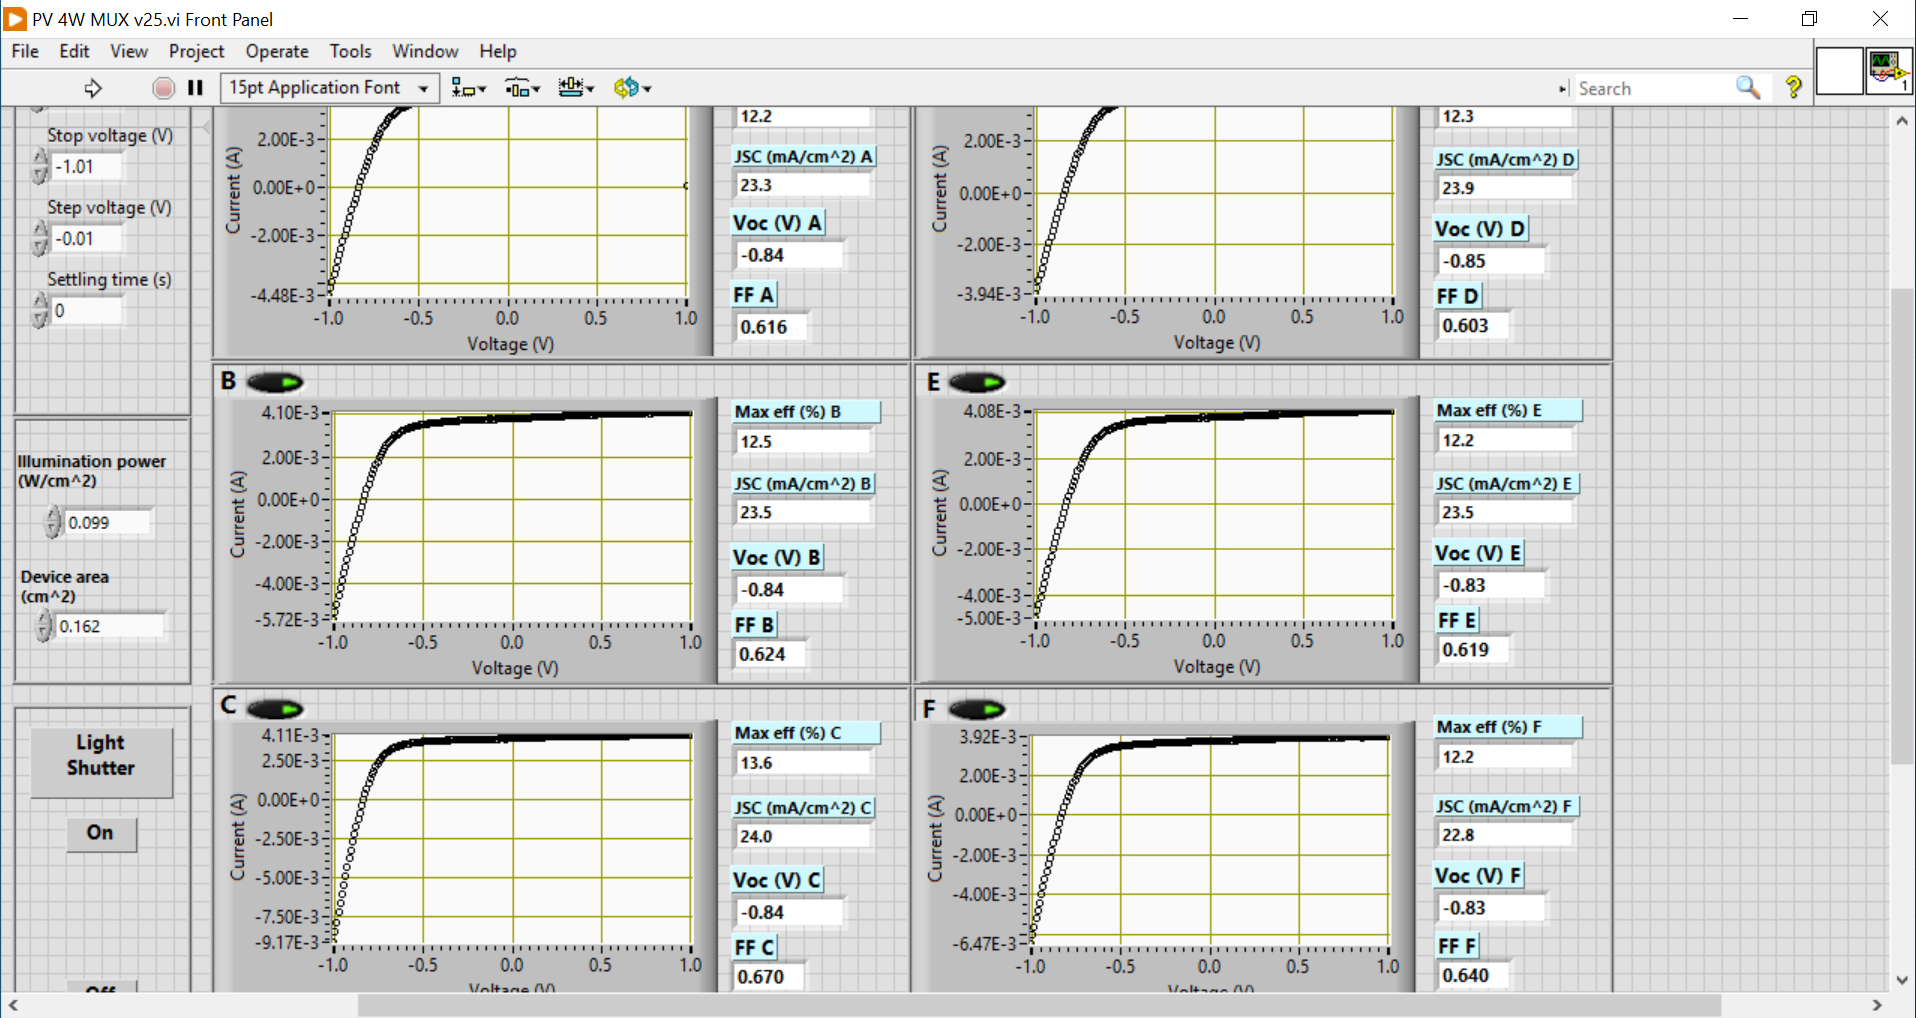 PV 4W MUX v25.vi Front Panel
File Edit View Project Operate Tools Window Help
15pt Application Font
Search
1
Stop voltage (V)
-1.01
Step voltage (V)
-0.01
Settling time (s)
0
Illumination power
(W/cm^2)
0.099
Device area
(cm^2)
0.162
Light
Shutter
On
Current (A)
2.00E-3
0.00E+0
-2.00E-3
-4.48E-3
-1.0 -0.5 0.0 0.5 1.0
Voltage (V)
12.2
JSC (mA/cm^2) A
23.3
Voc (V) A
-0.84
FF A
0.616
Current (A)
2.00E-3
0.00E+0
-2.00E-3
-3.94E-3
-1.0 -0.5 0.0 0.5 1.0
Voltage (V)
12.3
JSC (mA/cm^2) D
23.9
Voc (V) D
-0.85
FF D
0.603
B
Current (A)
4.10E-3
2.00E-3
0.00E+0
-2.00E-3
-4.00E-3
-5.72E-3
-1.0 -0.5 0.0 0.5 1.0
Voltage (V)
Max eff (%) B
12.5
JSC (mA/cm^2) B
23.5
Voc (V) B
-0.84
FF B
0.624
E
Current (A)
4.08E-3
2.00E-3
0.00E+0
-2.00E-3
-4.00E-3
-5.00E-3
-1.0 -0.5 0.0 0.5 1.0
Voltage (V)
Max eff (%) E
12.2
JSC (mA/cm^2) E
23.5
Voc (V) E
-0.83
FF E
0.619
C
Current (A)
4.11E-3
2.50E-3
0.00E+0
-2.50E-3
-5.00E-3
-7.50E-3
-9.17E-3
-1.0 -0.5 0.0 0.5 1.0
Voltage (V)
Max eff (%) C
13.6
JSC (mA/cm^2) C
24.0
Voc (V) C
-0.84
FF C
0.670
F
Current (A)
3.92E-3
2.00E-3
0.00E+0
-2.00E-3
-4.00E-3
-6.47E-3
-1.0 -0.5 0.0 0.5 1.0
Voltage (V)
Max eff (%) F
12.2
JSC (mA/cm^2) F
22.8
Voc (V) F
-0.83
FF F
0.640